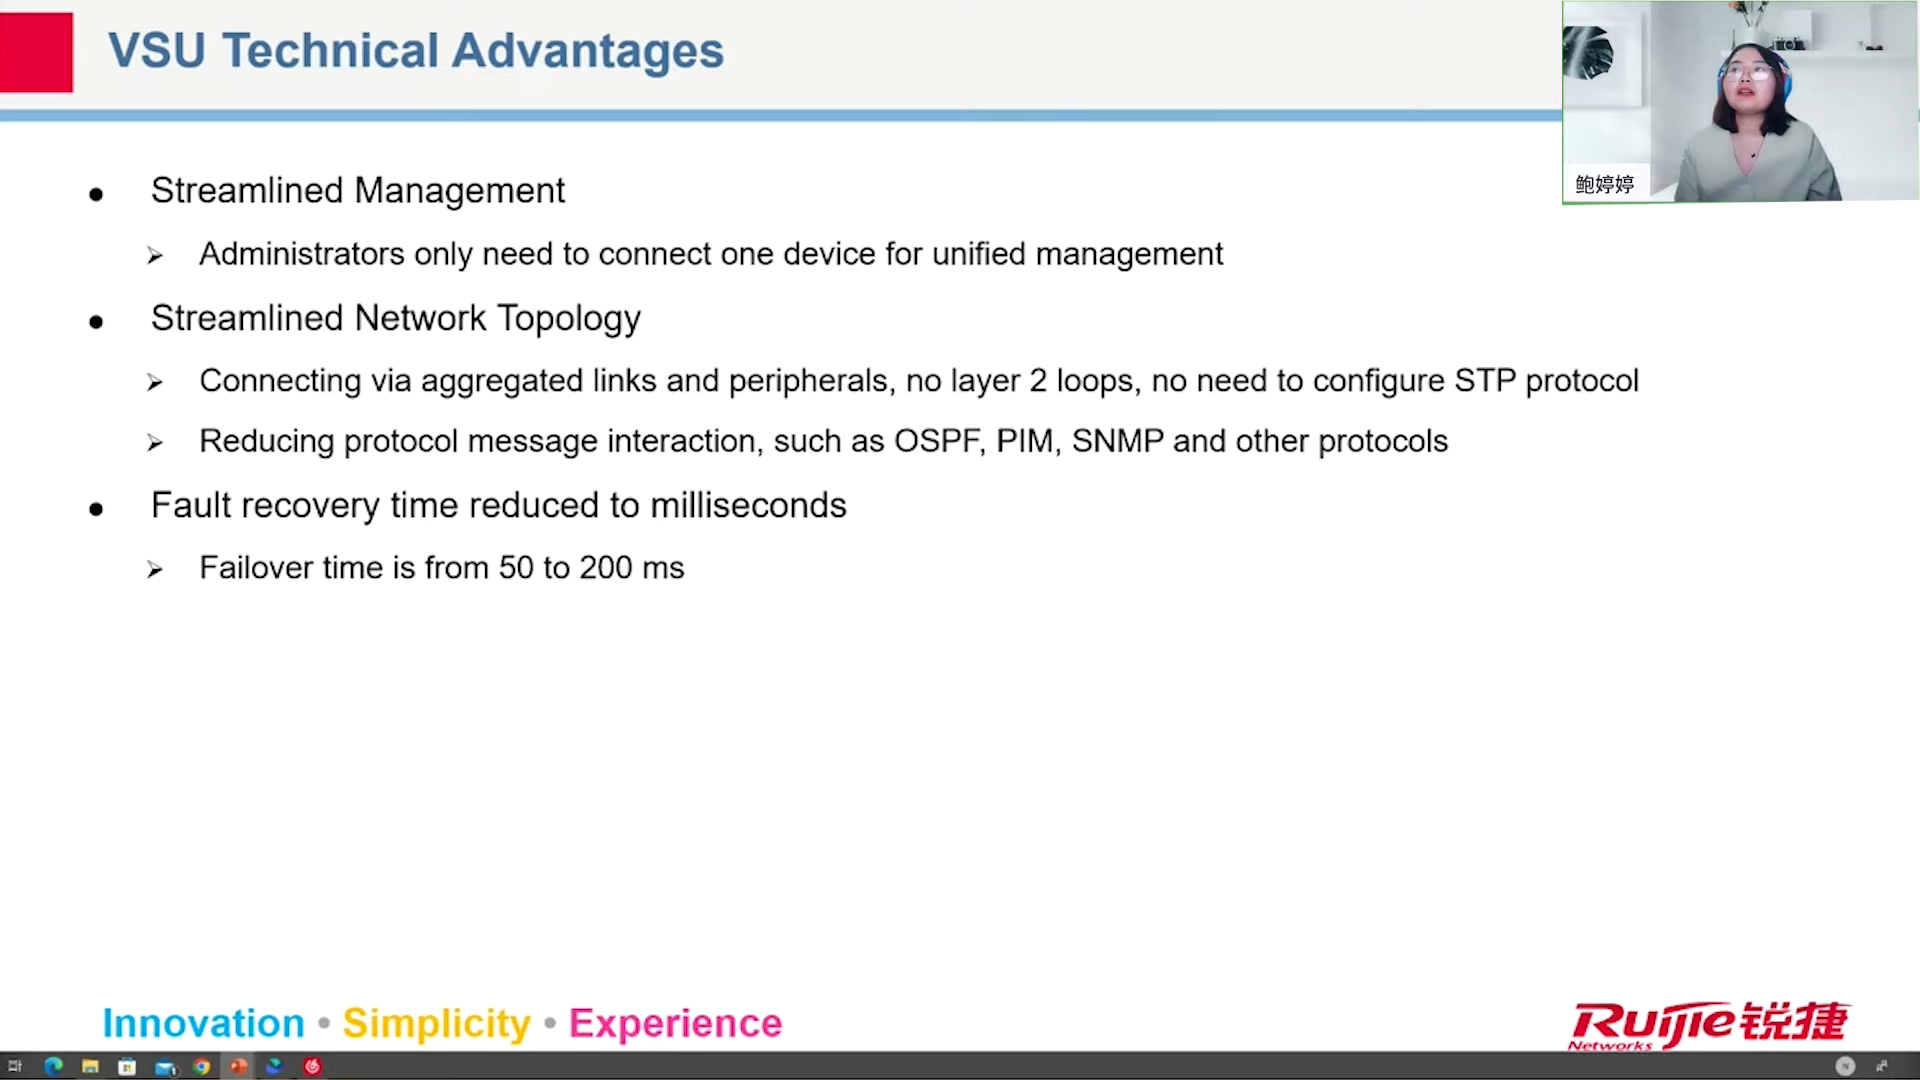 VSU Technical Advantages
鲍婷婷
● Streamlined Management
➢ Administrators only need to connect one device for unified management
● Streamlined Network Topology
➢ Connecting via aggregated links and peripherals, no layer 2 loops, no need to configure STP protocol
➢ Reducing protocol message interaction, such as OSPF, PIM, SNMP and other protocols
● Fault recovery time reduced to milliseconds
➢ Failover time is from 50 to 200 ms
Innovation • Simplicity • Experience
Ruijie锐捷
Networks